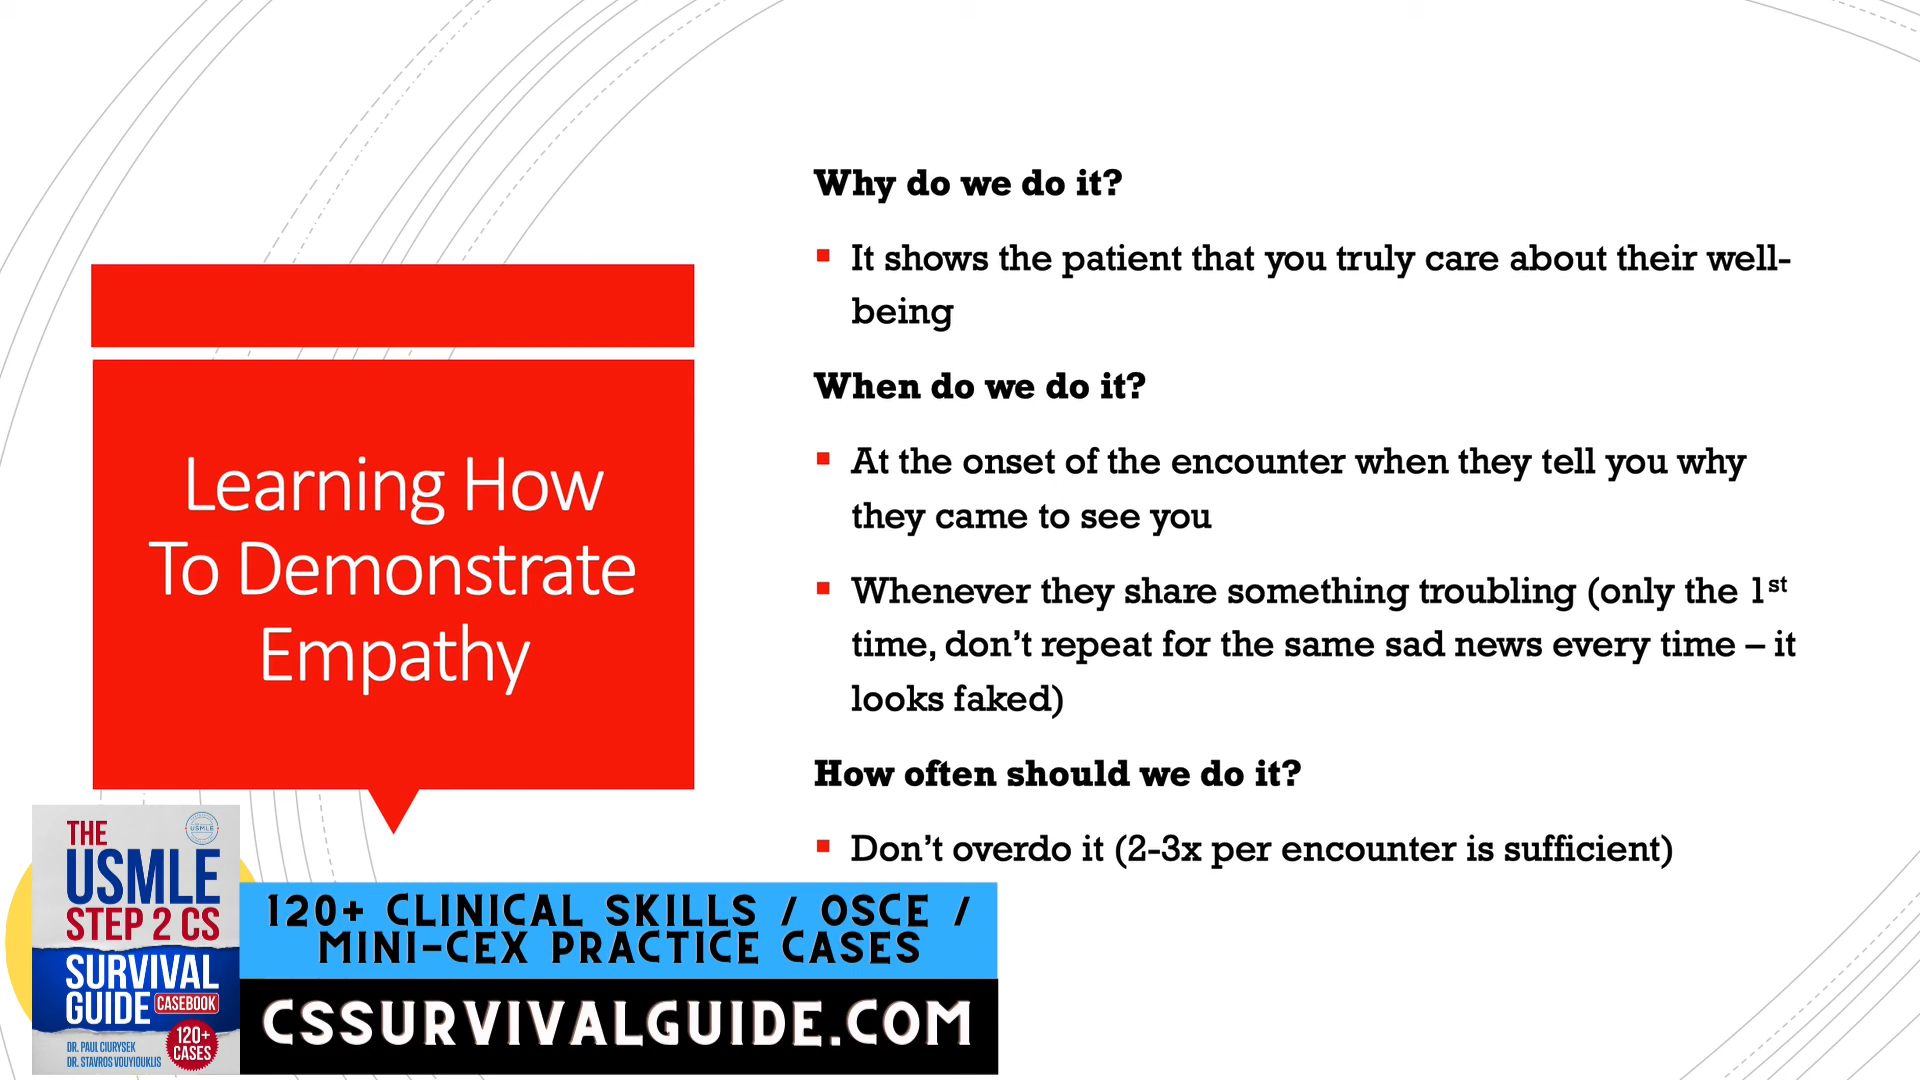 Learning How
To Demonstrate
Empathy
Why do we do it?
It shows the patient that you truly care about their well-
being
When do we do it?
At the onset of the encounter when they tell you why
they came to see you
Whenever they share something troubling (only the 1st
time, don’t repeat for the same sad news every time – it
looks faked)
How often should we do it?
Don’t overdo it (2-3x per encounter is sufficient)
THE
USMLE
USMLE
STEP 2 CS
SURVIVAL
GUIDE CASEBOOK
120+
CASES
DR. PAUL CIURYSEK
DR. STAVROS VOUYIOUKLIS
120+ CLINICAL SKILLS / OSCE /
MINI-CEX PRACTICE CASES
CSSURVIVALGUIDE.COM